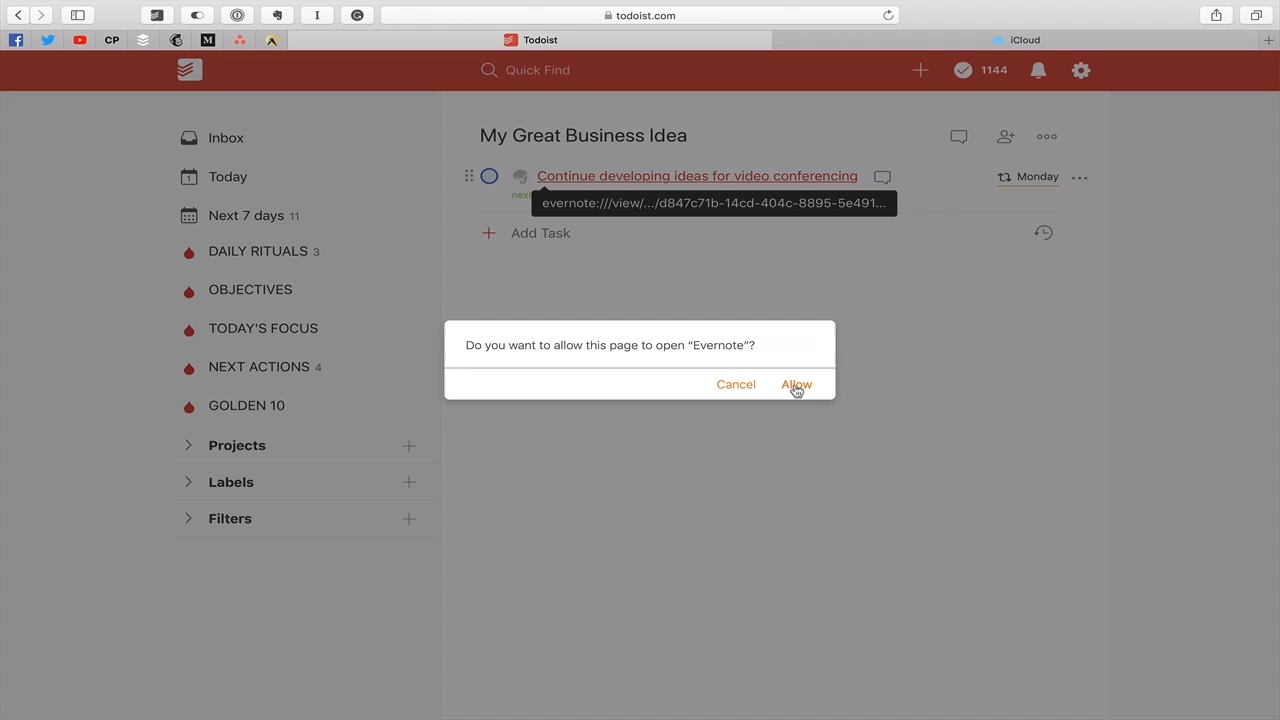 todoist.com
CP
M
Todoist
iCloud
Quick Find
1144
Inbox
1
Today
Next 7 days 11
DAILY RITUALS 3
OBJECTIVES
TODAY'S FOCUS
NEXT ACTIONS 4
GOLDEN 10
Projects
Labels
Filters
My Great Business Idea
Continue developing ideas for video conferencing
Monday
next
evernote:///view/.../d847c71b-14cd-404c-8895-5e491...
Add Task
Do you want to allow this page to open “Evernote”?
Cancel
Allow